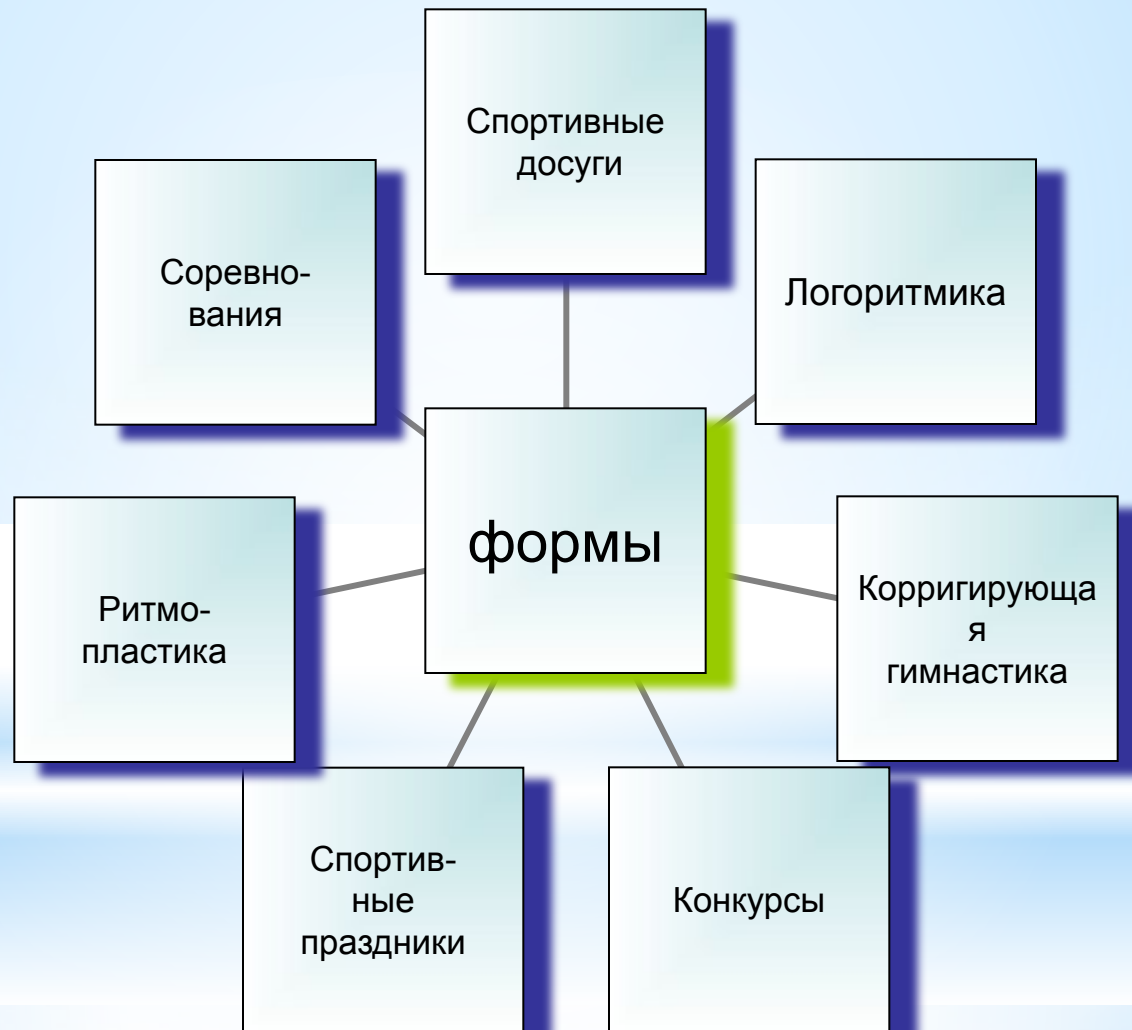 Спортивные
досуги
Соревно-
вания
Логоритмика
формы
Ритмо-
пластика
Корригирующа
я
гимнастика
Спортив-
ные
праздники
Конкурсы